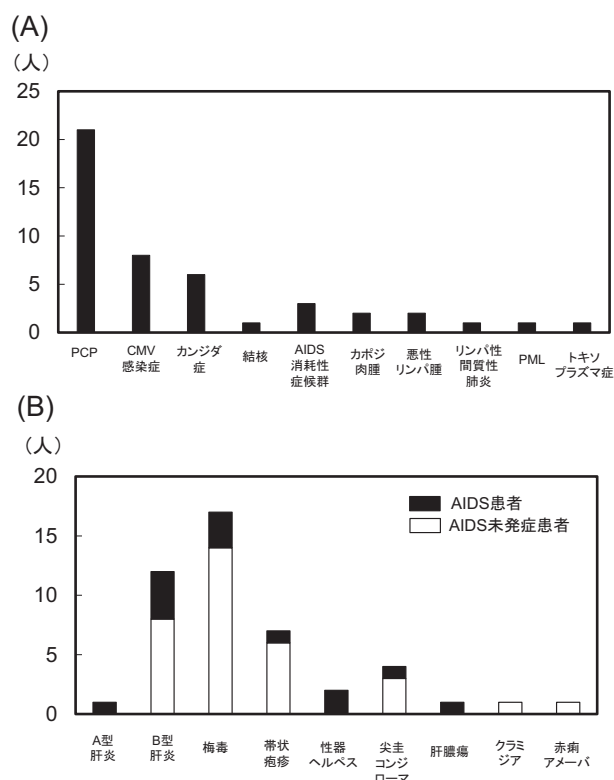 (A)
(人)
25
20
15
10
5
0
PCP
CMV
感染症
カンジダ
症
結核
AIDS
消耗性
症候群
カポジ
肉腫
悪性
リンパ腫
リンパ性
間質性
肺炎
PML
トキソ
プラズマ症
(B)
(人)
20
15
10
5
0
AIDS患者
AIDS未発症患者
A型
肝炎
B型
肝炎
梅毒
帯状
疱疹
性器
ヘルペス
尖圭
コンジ
ローマ
肝膿瘍
クラミ
ジア
赤痢
アメーバ